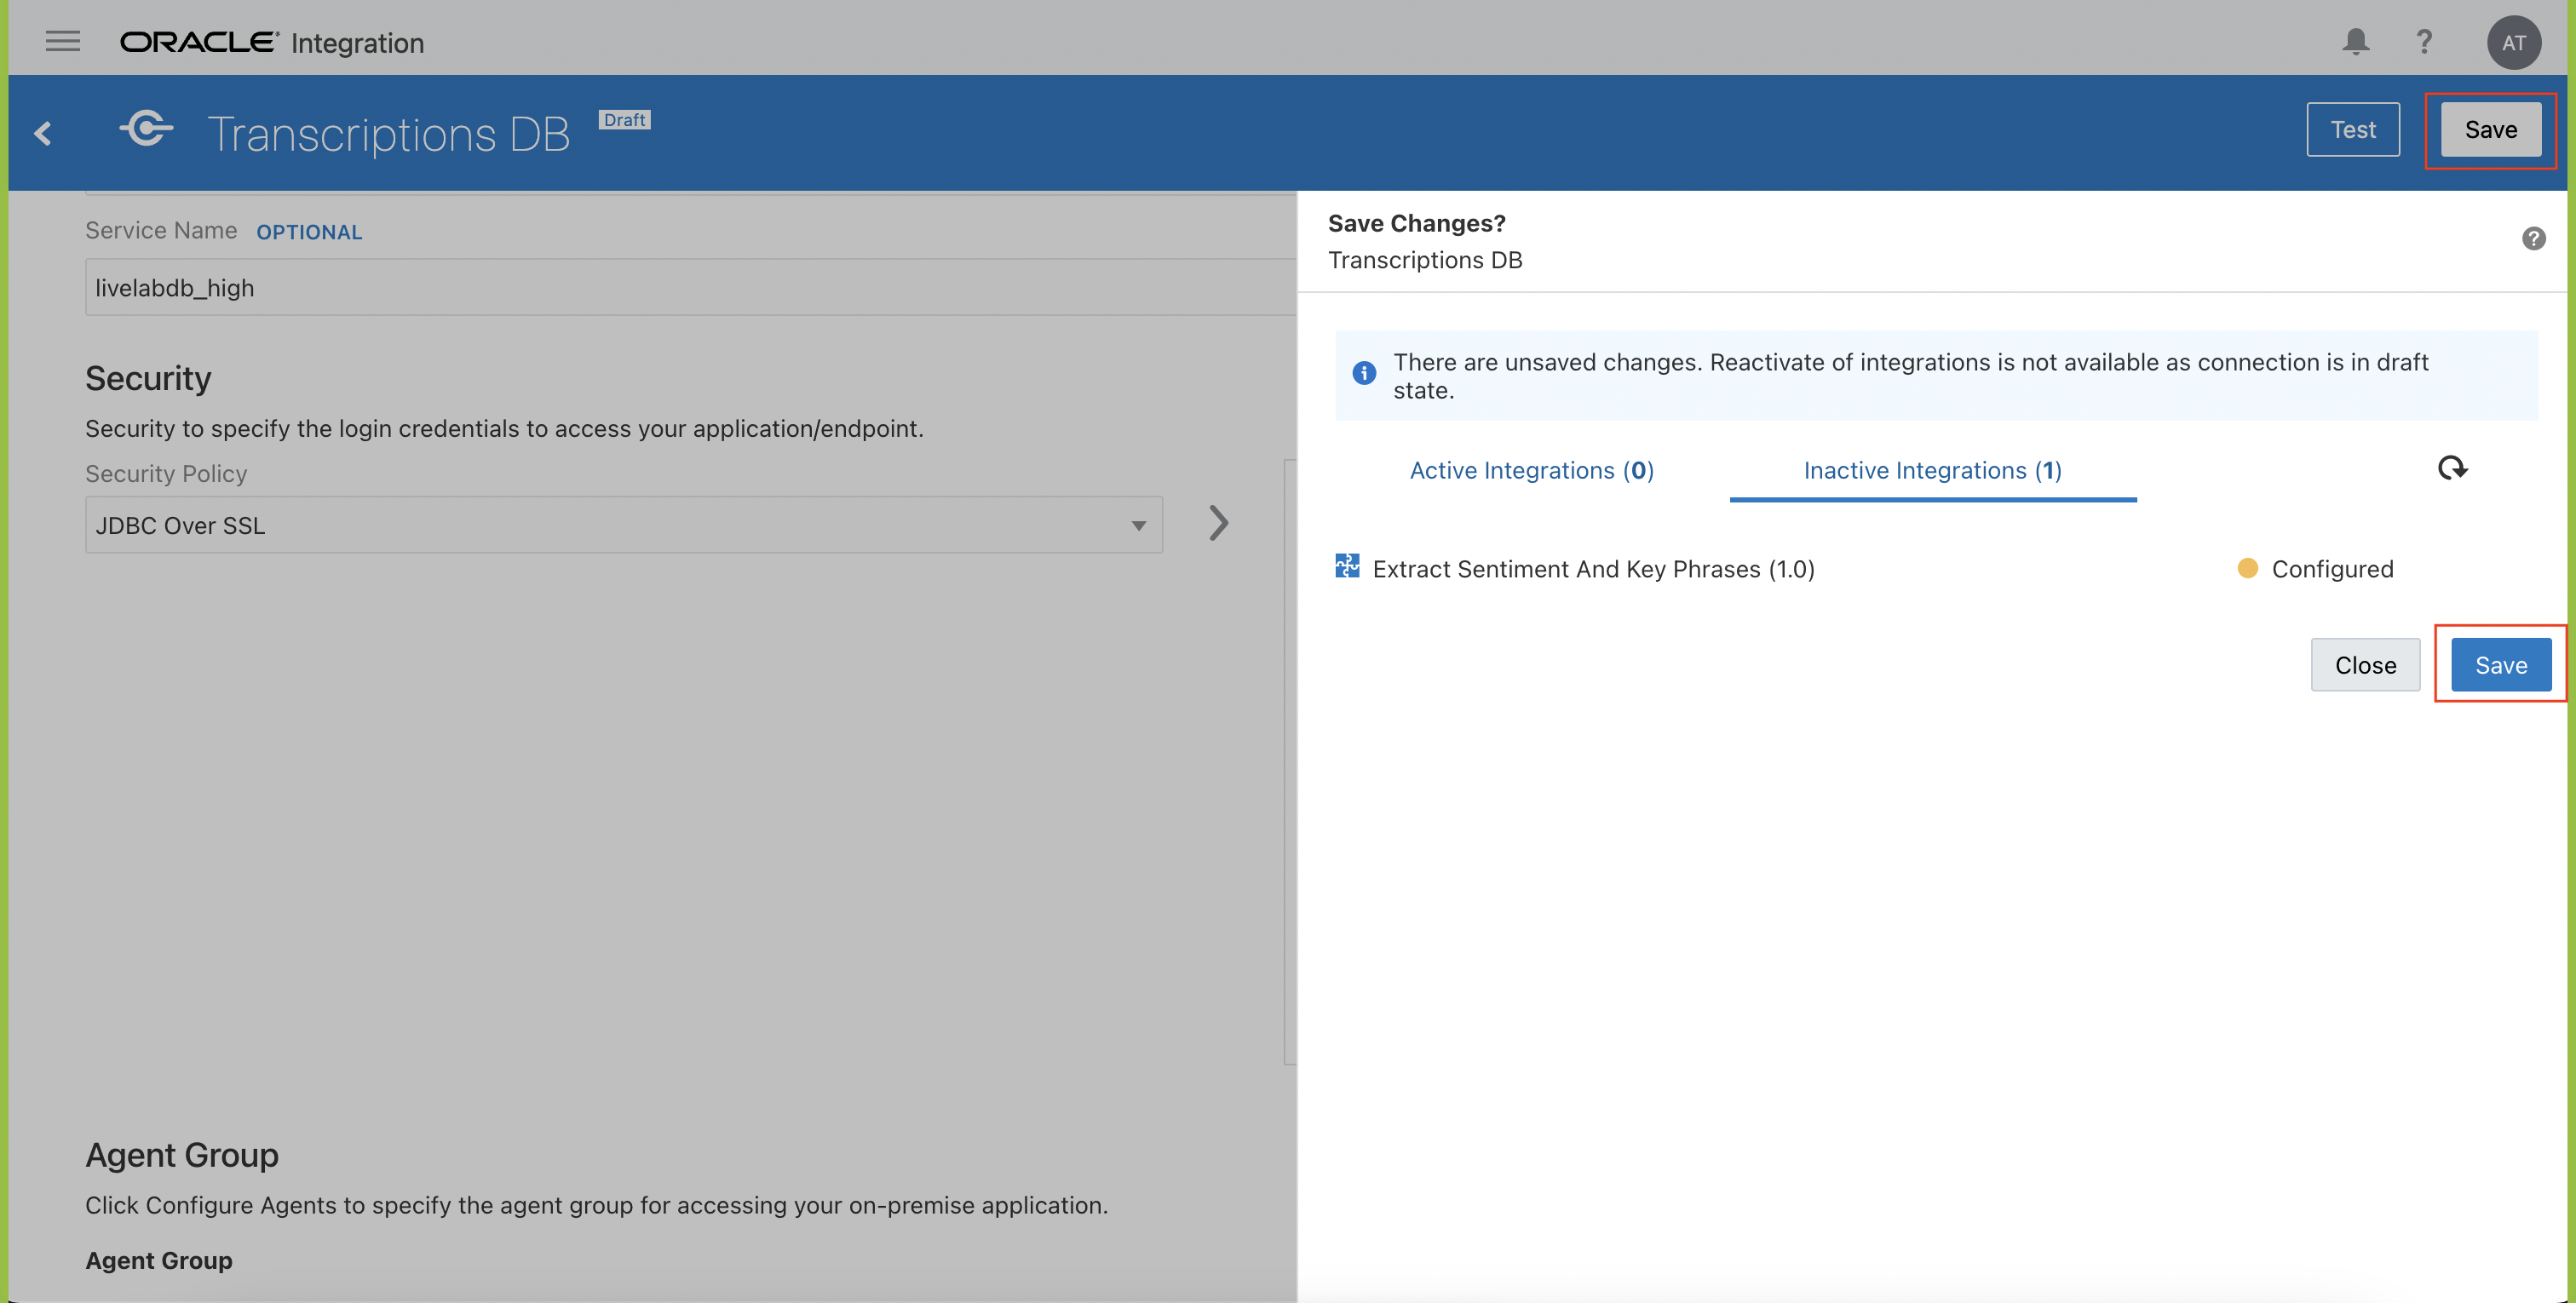 ORACLE Integration
AT
Transcriptions DB Draft
Test
Save
Service Name OPTIONAL
livelabdb_high
Security
Security to specify the login credentials to access your application/endpoint.
Security Policy
JDBC Over SSL
Agent Group
Click Configure Agents to specify the agent group for accessing your on-premise application.
Agent Group
Save Changes?
Transcriptions DB
There are unsaved changes. Reactivate of integrations is not available as connection is in draft
state.
Active Integrations (0)
Inactive Integrations (1)
Extract Sentiment And Key Phrases (1.0)
Configured
Close
Save